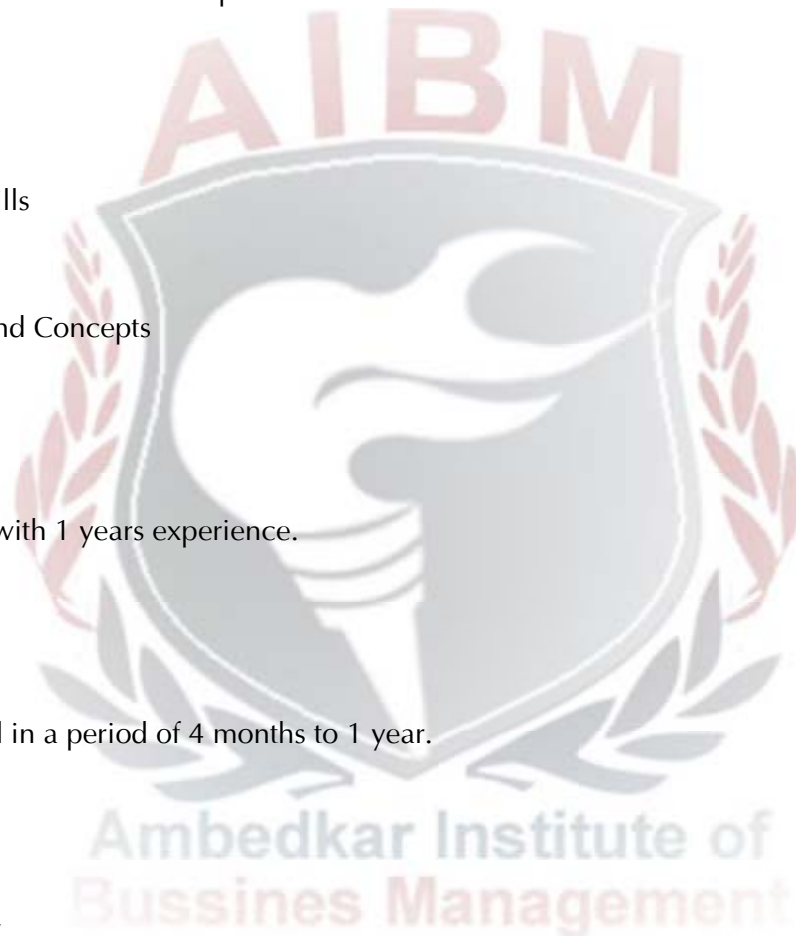 AIBM
lls
nd Concepts
with 1 years experience.
l in a period of 4 months to 1 year.
Ambedkar Institute of
Bussines Management